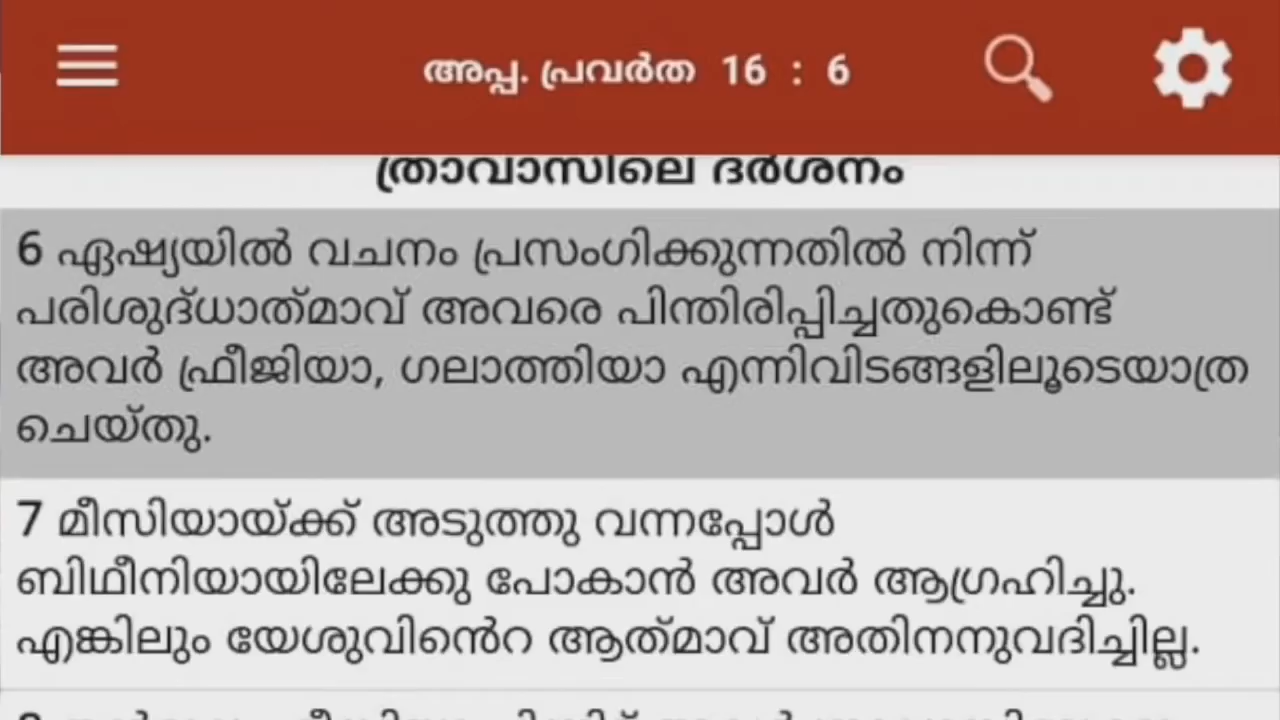 അപ്പ. പ്രവർത 16 : 6
ത്രാവാസിലെ ദർശനം
6 ഏഷ്യയിൽ വചനം പ്രസംഗിക്കുന്നതിൽ നിന്ന്
പരിശുദ്ധാത്മാവ് അവരെ പിന്തിരിപ്പിച്ചതുകൊണ്ട്
അവർ ഫ്രീജിയാ, ഗലാത്തിയാ എന്നിവിടങ്ങളിലൂടെയാത്ര
ചെയ്തു.
7 മീസിയായ്ക്ക് അടുത്തു വന്നപ്പോൾ
ബിഥീനിയായിലേക്കു പോകാൻ അവർ ആഗ്രഹിച്ചു.
എങ്കിലും യേശുവിൻെറ ആത്മാവ് അതിനനുവദിച്ചില്ല.